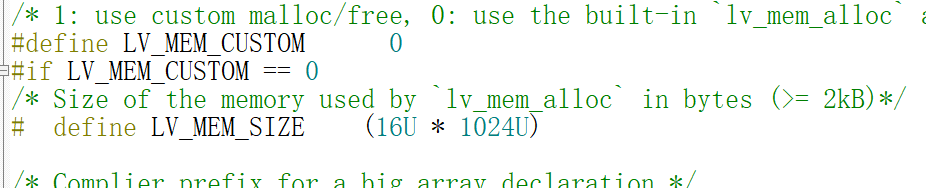 /* 1: use custom malloc/free, 0: use the built-in `lv_mem_alloc`
#define LV_MEM_CUSTOM 0
#if LV_MEM_CUSTOM == 0
/* Size of the memory used by `lv_mem_alloc` in bytes (>= 2kB)*/
# define LV_MEM_SIZE (16U * 1024U)
/* Complier prefix for a big array declaration */